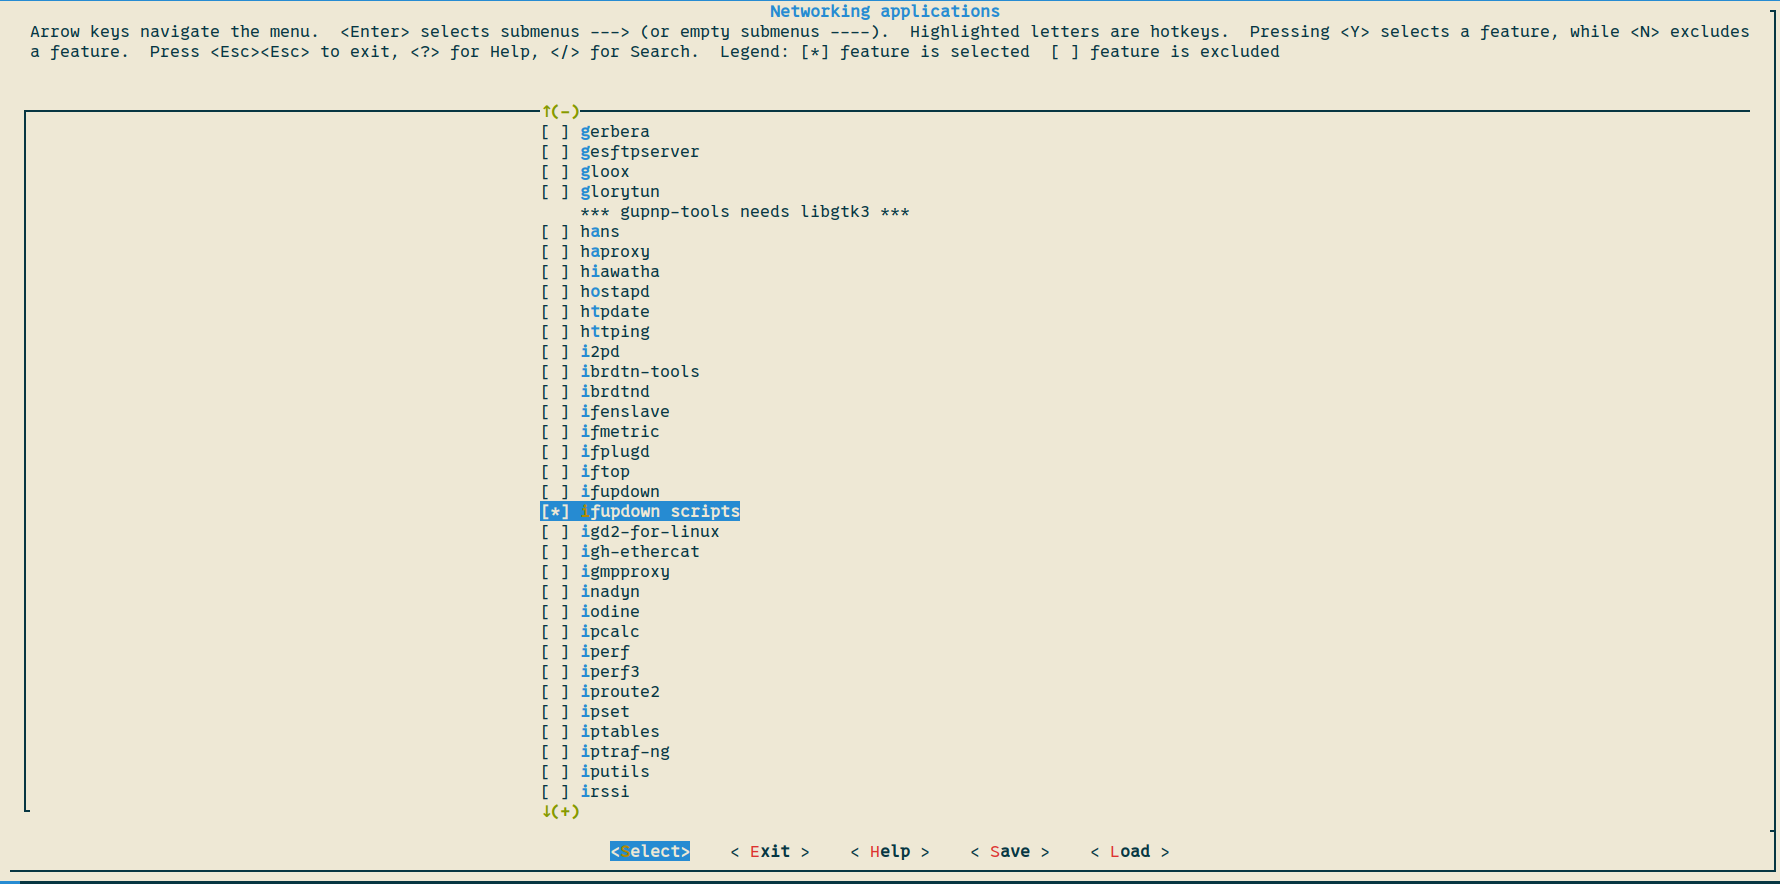 Networking applications
Arrow keys navigate the menu.  <Enter> selects submenus ---> (or empty submenus ----).  Highlighted letters are hotkeys.  Pressing <Y> selects a feature, while <N> excludes
a feature.  Press <Esc><Esc> to exit, <?> for Help, </> for Search.  Legend: [*] feature is selected  [ ] feature is excluded
↑(-)
[ ] gerbera
[ ] gesftpserver
[ ] gloox
[ ] glorytun
*** gupnp-tools needs libgtk3 ***
[ ] hans
[ ] haproxy
[ ] hiawatha
[ ] hostapd
[ ] htpdate
[ ] httping
[ ] i2pd
[ ] ibrdtn-tools
[ ] ibrdtnd
[ ] ifenslave
[ ] ifmetric
[ ] ifplugd
[ ] iftop
[ ] ifupdown
[*] ifupdown scripts
[ ] igd2-for-linux
[ ] igh-ethercat
[ ] igmpproxy
[ ] inadyn
[ ] iodine
[ ] ipcalc
[ ] iperf
[ ] iperf3
[ ] iproute2
[ ] ipset
[ ] iptables
[ ] iptraf-ng
[ ] iputils
[ ] irssi
↓(+)
<Select>    < Exit >    < Help >    < Save >    < Load >